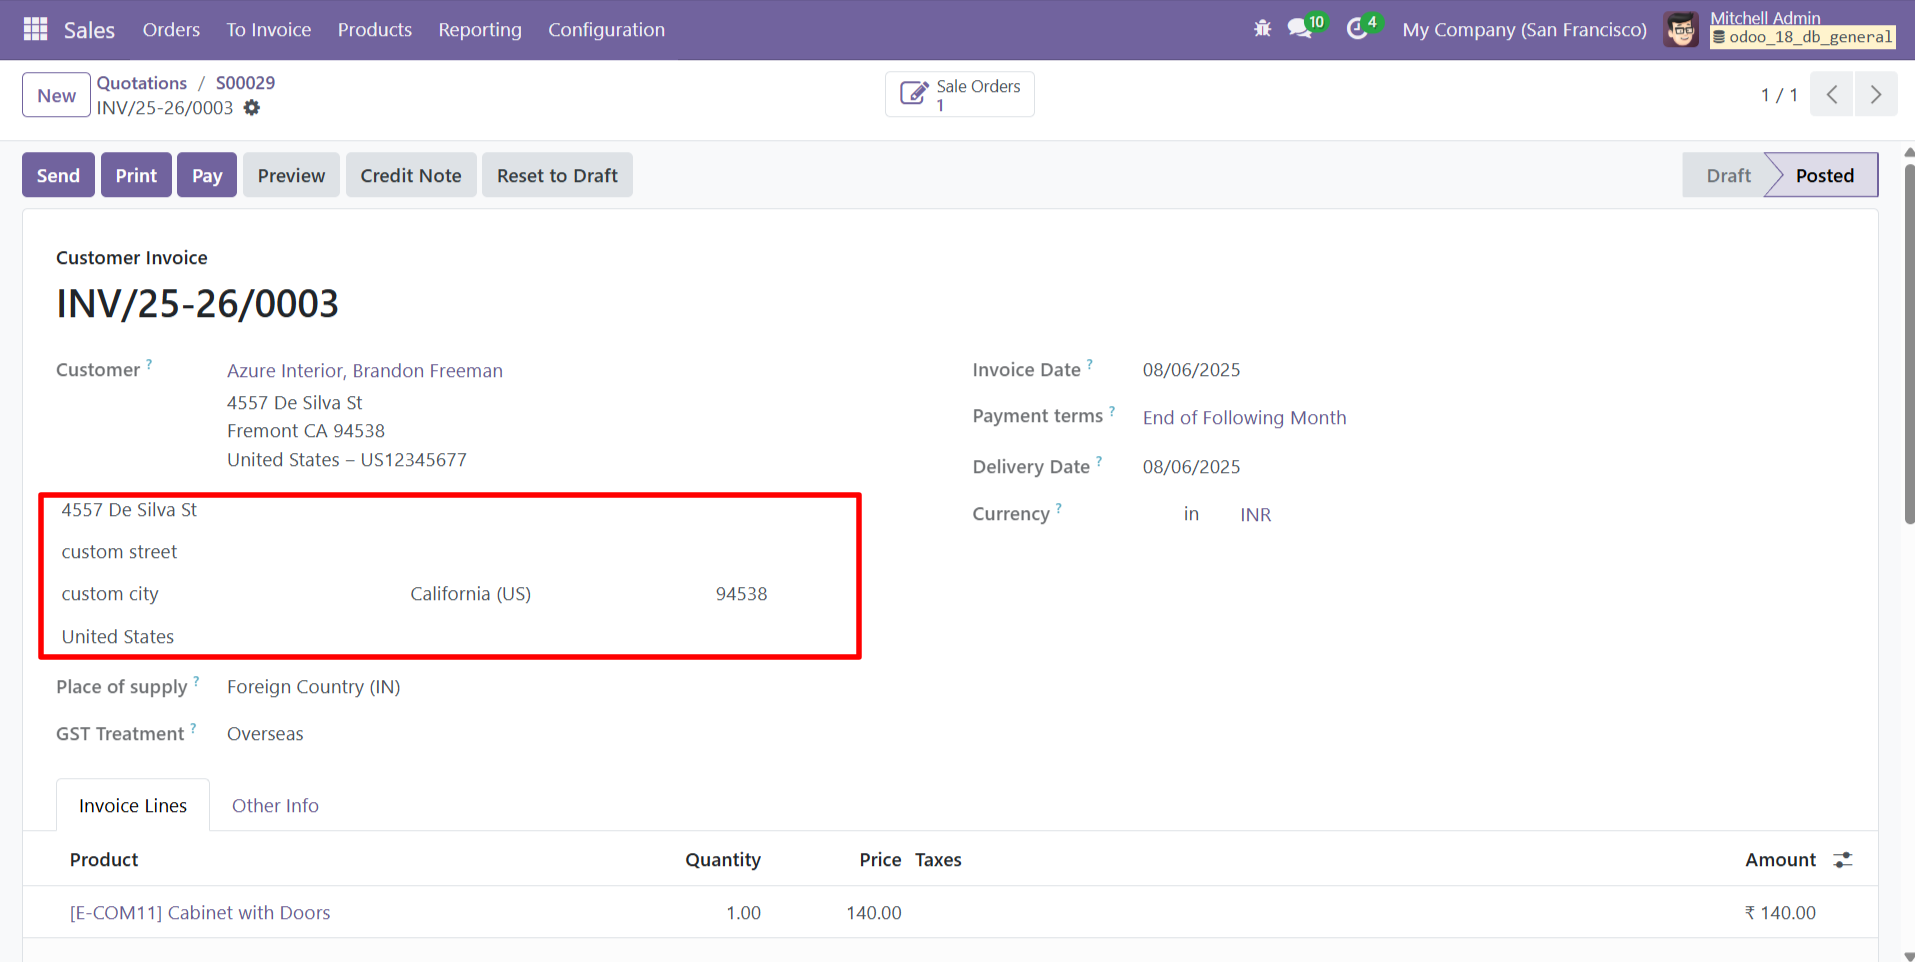 Sales Orders To Invoice Products Reporting Configuration 10 4 My Company (San Francisco) Mitchell Admin
odoo_18_db_general
New Quotations / S00029
INV/25-26/0003
Sale Orders
1
1 / 1
Send Print Pay Preview Credit Note Reset to Draft Draft Posted
Customer Invoice
INV/25-26/0003
Customer ? Azure Interior, Brandon Freeman
4557 De Silva St
Fremont CA 94538
United States – US12345677
4557 De Silva St
custom street
custom city California (US) 94538
United States
Place of supply ? Foreign Country (IN)
GST Treatment ? Overseas
Invoice Date ? 08/06/2025
Payment terms ? End of Following Month
Delivery Date ? 08/06/2025
Currency ? in INR
Invoice Lines Other Info
Product Quantity Price Taxes Amount
[E-COM11] Cabinet with Doors 1.00 140.00 ₹ 140.00